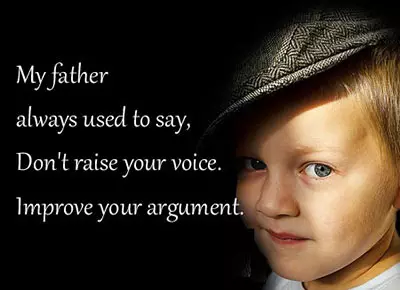 My father
always used to say,
Don't raise your voice.
Improve your argument.